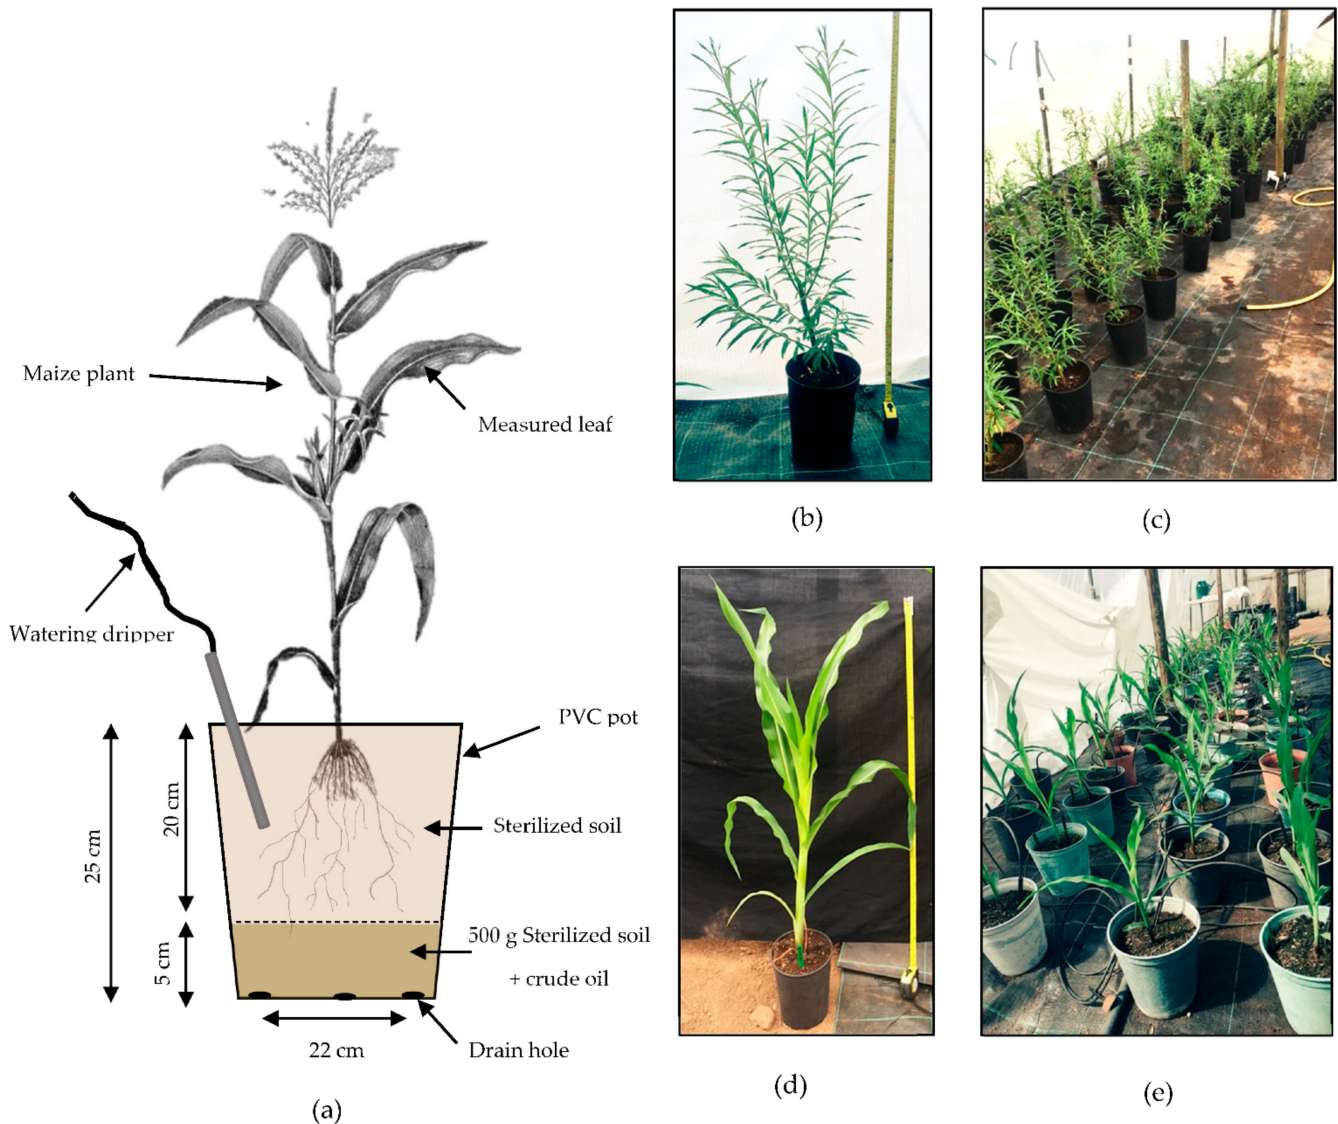 Maize plant
Measured leaf
Watering dripper
PVC pot
20 cm
25 cm
Sterilized soil
500 g Sterilized soil
+ crude oil
5 cm
22 cm
Drain hole
(a)
(b)
(c)
(d)
(e)